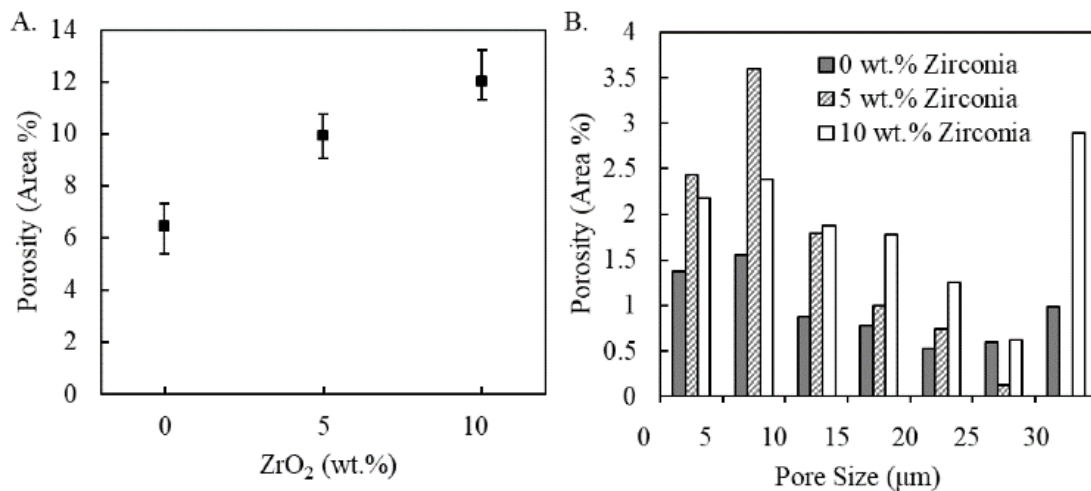 A.
14
12
10
8
6
4
2
0
Porosity (Area %)
0 5 10
ZrO₂ (wt.%)
B.
4
3.5
3
2.5
2
1.5
1
0.5
0
Porosity (Area %)
0 wt.% Zirconia
5 wt.% Zirconia
10 wt.% Zirconia
0 5 10 15 20 25 30
Pore Size (μm)